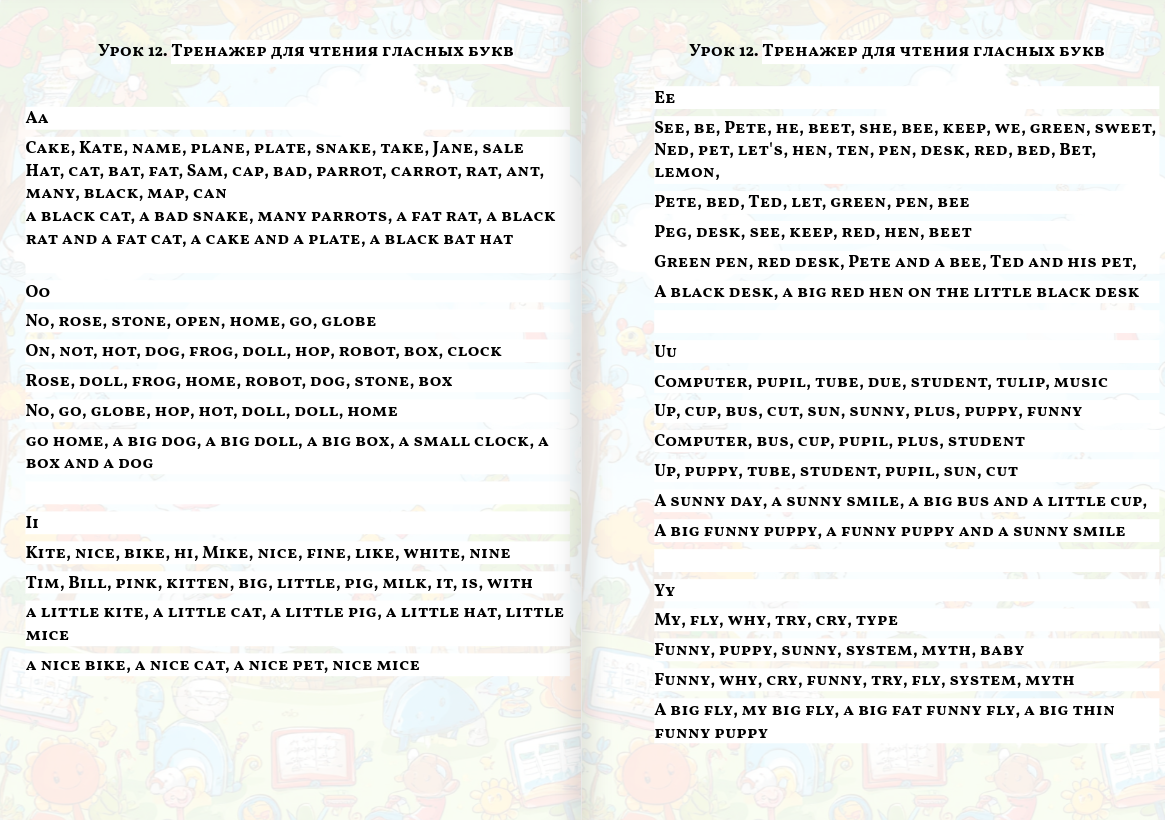 Урок 12. Тренажер для чтения гласных букв
Aa
Cake, Kate, name, plane, plate, snake, take, Jane, sale
Hat, cat, bat, fat, Sam, cap, bad, parrot, carrot, rat, ant,
many, black, map, can
a black cat, a bad snake, many parrots, a fat rat, a black
rat and a fat cat, a cake and a plate, a black bat hat
Oo
No, rose, stone, open, home, go, globe
On, not, hot, dog, frog, doll, hop, robot, box, clock
Rose, doll, frog, home, robot, dog, stone, box
No, go, globe, hop, hot, doll, doll, home
go home, a big dog, a big doll, a big box, a small clock, a
box and a dog
Ii
Kite, nice, bike, hi, Mike, nice, fine, like, white, nine
Tim, Bill, pink, kitten, big, little, pig, milk, it, is, with
a little kite, a little cat, a little pig, a little hat, little
mice
a nice bike, a nice cat, a nice pet, nice mice
Урок 12. Тренажер для чтения гласных букв
Ee
See, be, Pete, he, beet, she, bee, keep, we, green, sweet,
Ned, pet, let's, hen, ten, pen, desk, red, bed, Bet,
lemon,
Pete, bed, Ted, let, green, pen, bee
Peg, desk, see, keep, red, hen, beet
Green pen, red desk, Pete and a bee, Ted and his pet,
A black desk, a big red hen on the little black desk
Uu
Computer, pupil, tube, due, student, tulip, music
Up, cup, bus, cut, sun, sunny, plus, puppy, funny
Computer, bus, cup, pupil, plus, student
Up, puppy, tube, student, pupil, sun, cut
A sunny day, a sunny smile, a big bus and a little cup,
A big funny puppy, a funny puppy and a sunny smile
Yy
My, fly, why, try, cry, type
Funny, puppy, sunny, system, myth, baby
Funny, why, cry, funny, try, fly, system, myth
A big fly, my big fly, a big fat funny fly, a big thin
funny puppy